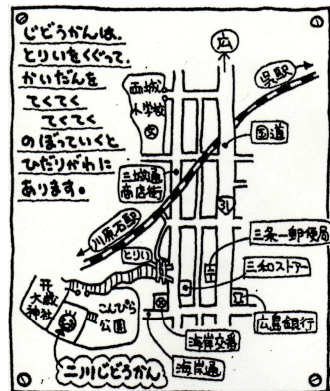 じどうかんは、
とりいをくぐって、
かいだんを
てくてく
てくてく
のぼっていくと
ひだりがわに
あります。
広
呉駅
両城
小学校
文
国道
三城通
商店街
川原石駅
とりい
三条一郵便局
三和ストアー
广島銀行
海岸交番
海岸通
开
大歳
神社
こんぴら
公園
二川じどうかん